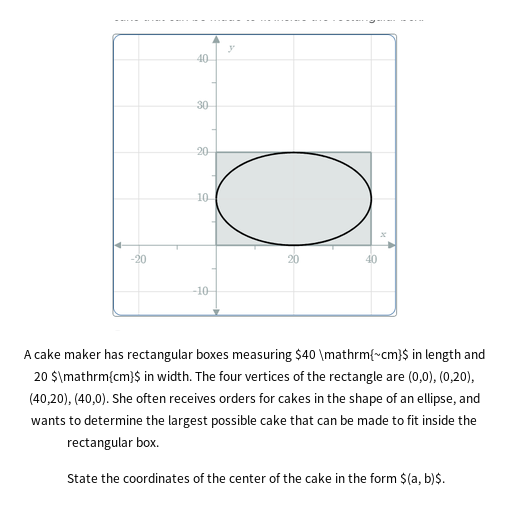 y
40
30
20
10
x
-20
20
40
-10
A cake maker has rectangular boxes measuring $40 \mathrm{~cm}$ in length and
20 $\mathrm{cm}$ in width. The four vertices of the rectangle are (0,0), (0,20),
(40,20), (40,0). She often receives orders for cakes in the shape of an ellipse, and
wants to determine the largest possible cake that can be made to fit inside the
rectangular box.
State the coordinates of the center of the cake in the form $(a, b)$.